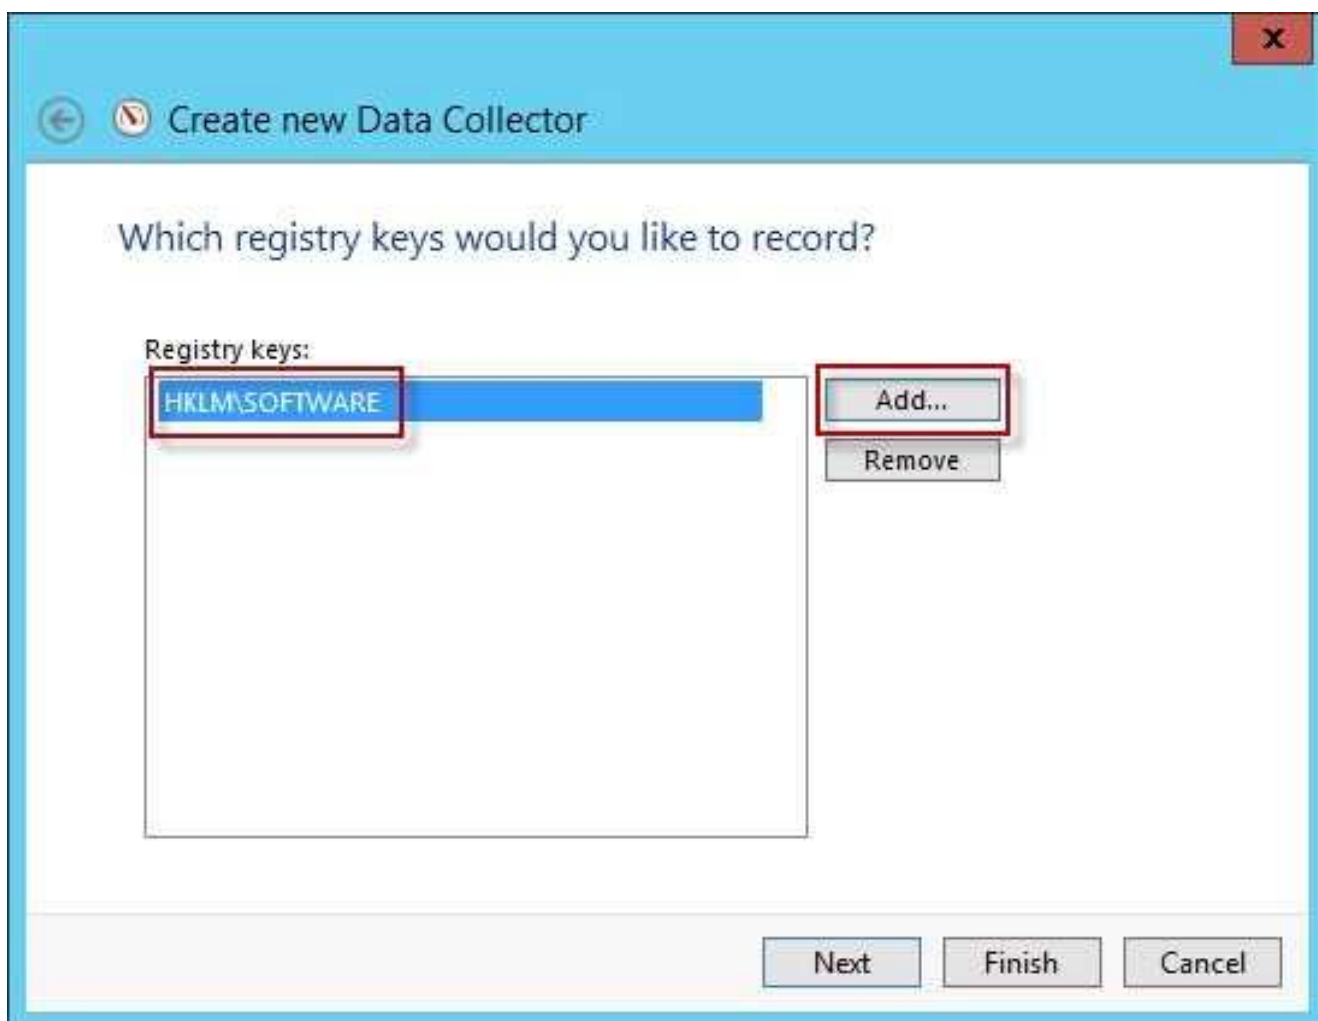 x
Create new Data Collector
Which registry keys would you like to record?
Registry keys:
HKLM\SOFTWARE
Add...
Remove
Next
Finish
Cancel